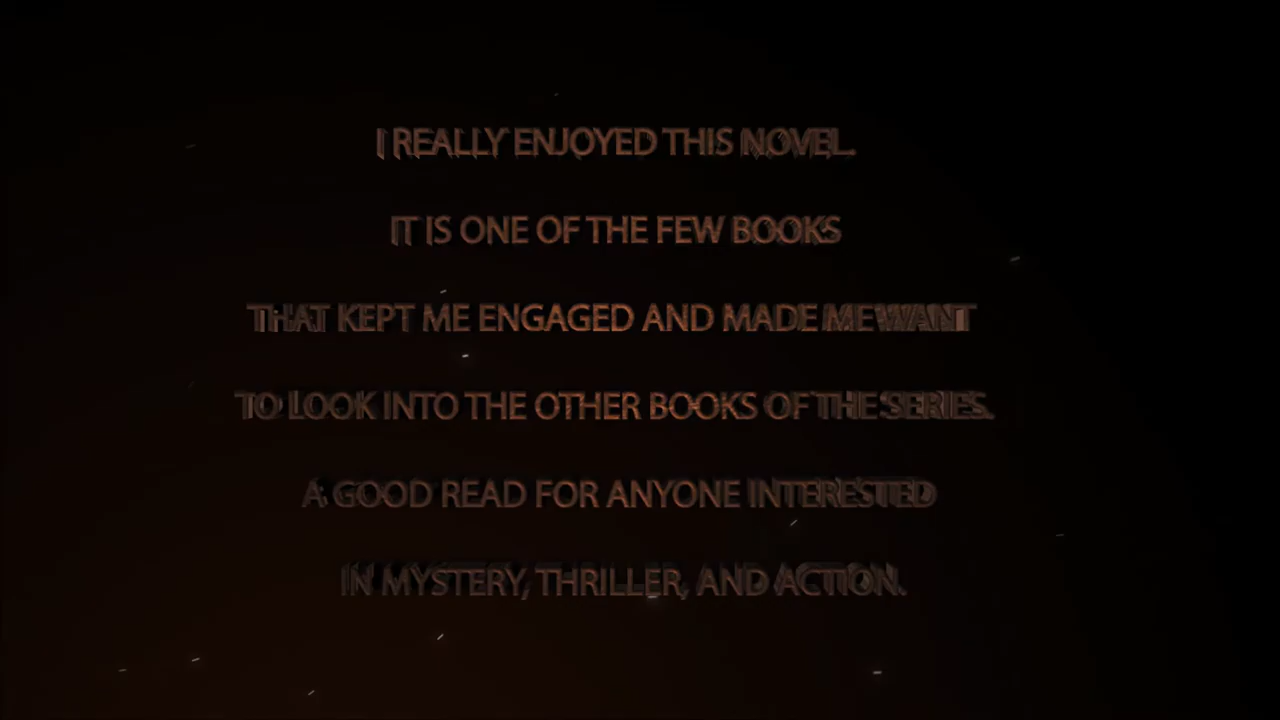 I REALLY ENJOYED THIS NOVEL.
IT IS ONE OF THE FEW BOOKS
THAT KEPT ME ENGAGED AND MADE ME WANT
TO LOOK INTO THE OTHER BOOKS OF THE SERIES.
A GOOD READ FOR ANYONE INTERESTED
IN MYSTERY, THRILLER, AND ACTION.